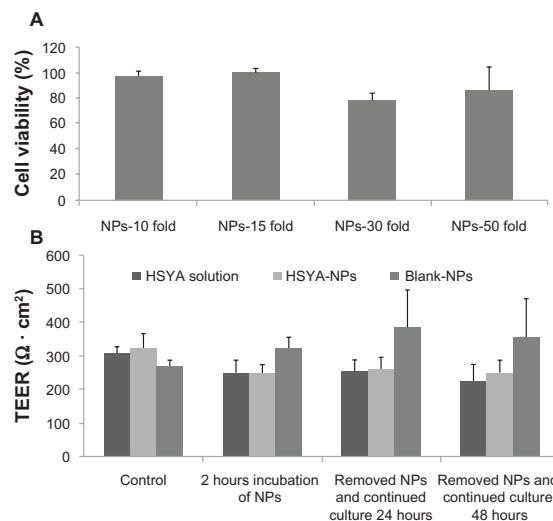 A
Cell viability (%)
120
100
80
60
40
20
0
NPs-10 fold NPs-15 fold NPs-30 fold NPs-50 fold
B
TEER (Ω · cm²)
600
500
400
300
200
100
0
HSYA solution HSYA-NPs Blank-NPs
Control
2 hours incubation
of NPs
Removed NPs
and continued
culture 24 hours
Removed NPs and
continued culture
48 hours